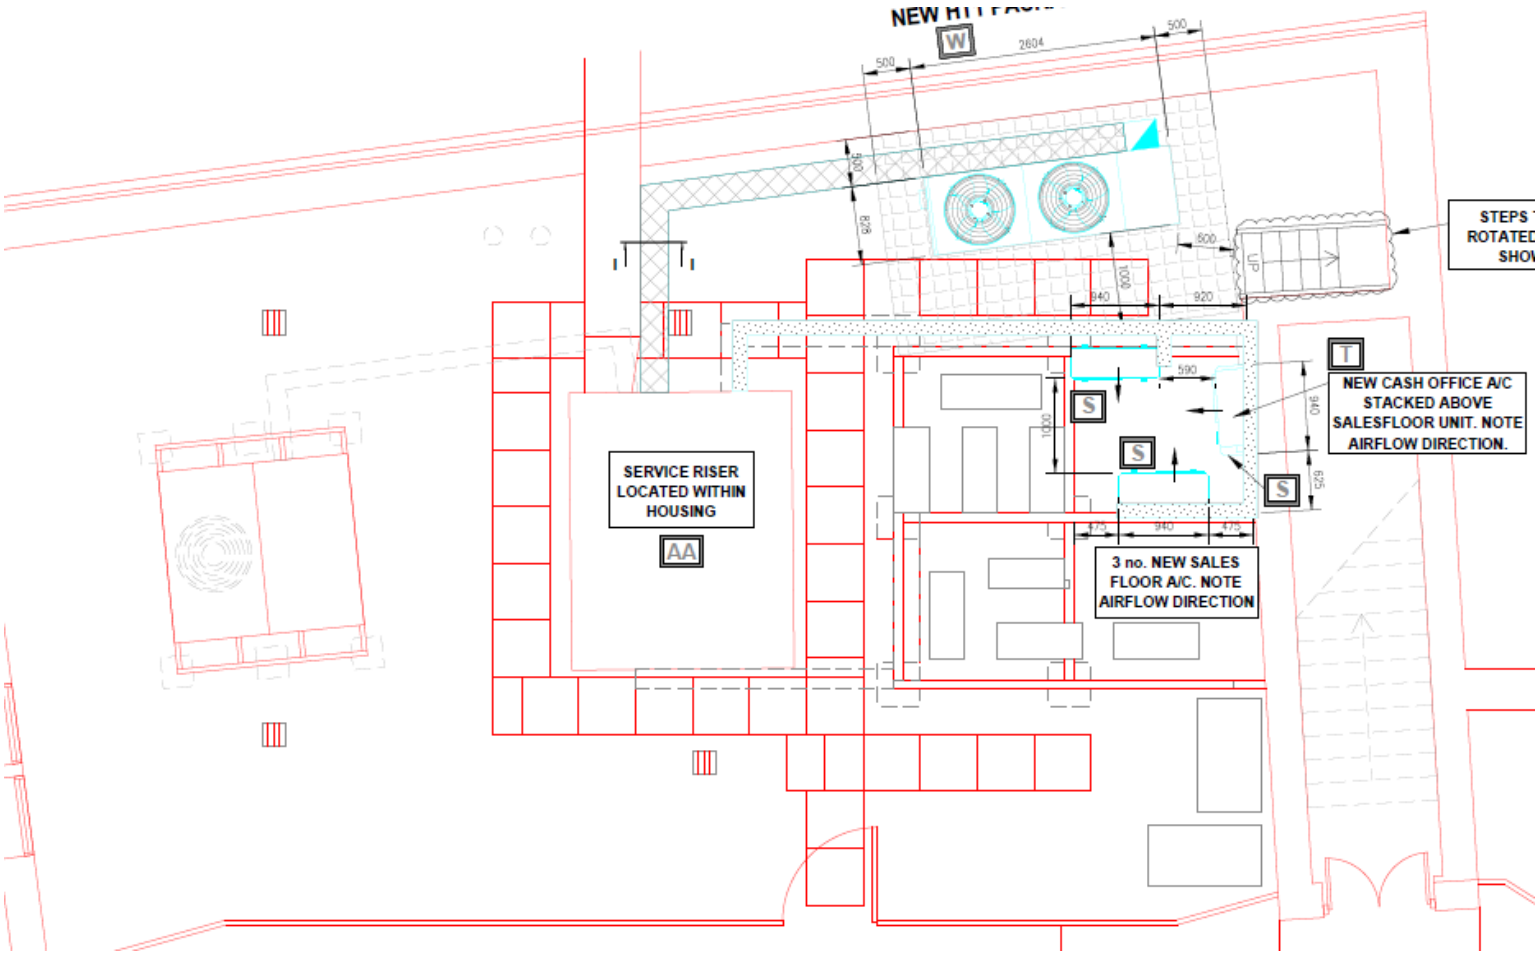 NEW HTT PACK
W
500
2604
500
500
828
1000
600
UP
STEPS
ROTATED
SHOW
940
920
590
1000
S
S
S
T
NEW CASH OFFICE A/C
STACKED ABOVE
SALESFLOOR UNIT. NOTE
AIRFLOW DIRECTION.
940
625
SERVICE RISER
LOCATED WITHIN
HOUSING
AA
475
940
475
3 no. NEW SALES
FLOOR A/C. NOTE
AIRFLOW DIRECTION